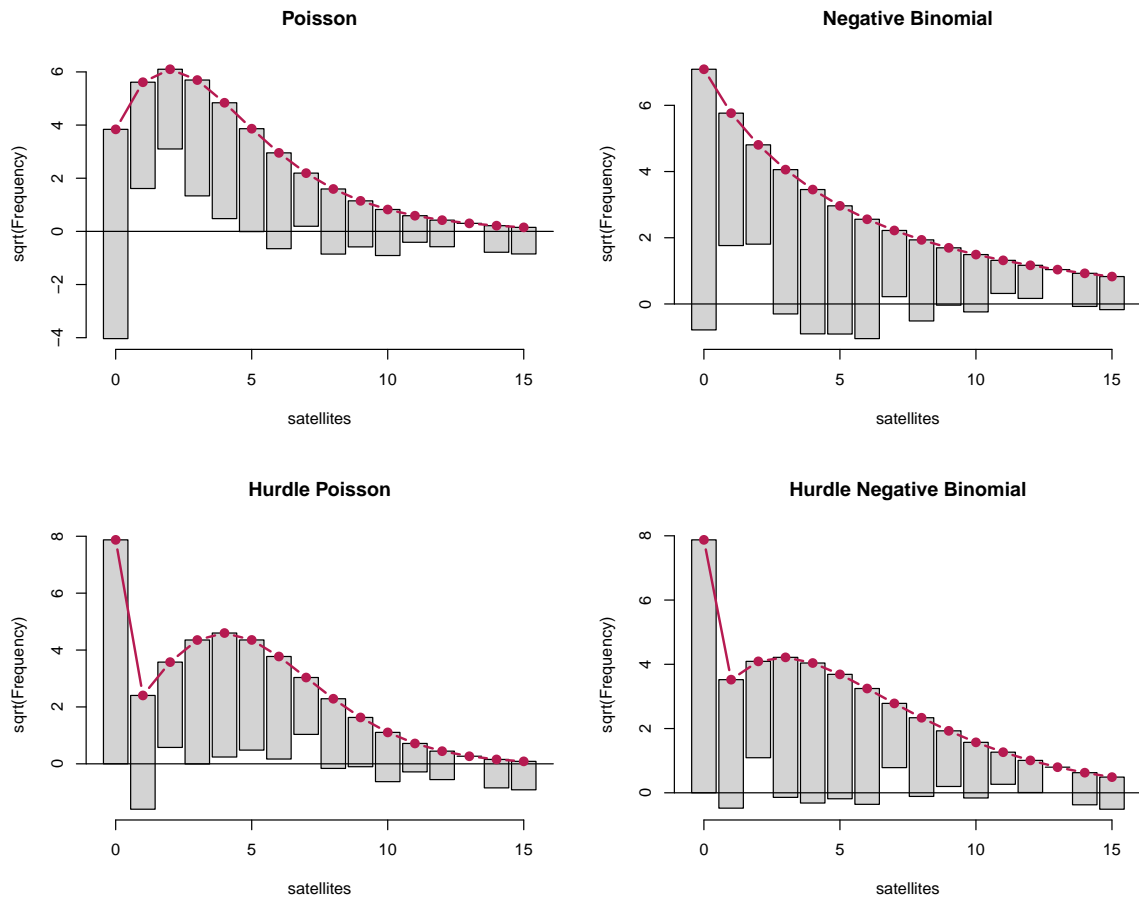 Poisson
sqrt(Frequency)
6
4
2
0
−2
−4
0 5 10 15
satellites
Negative Binomial
sqrt(Frequency)
6
4
2
0
0 5 10 15
satellites
Hurdle Poisson
sqrt(Frequency)
8
6
4
2
0
0 5 10 15
satellites
Hurdle Negative Binomial
sqrt(Frequency)
8
6
4
2
0
0 5 10 15
satellites